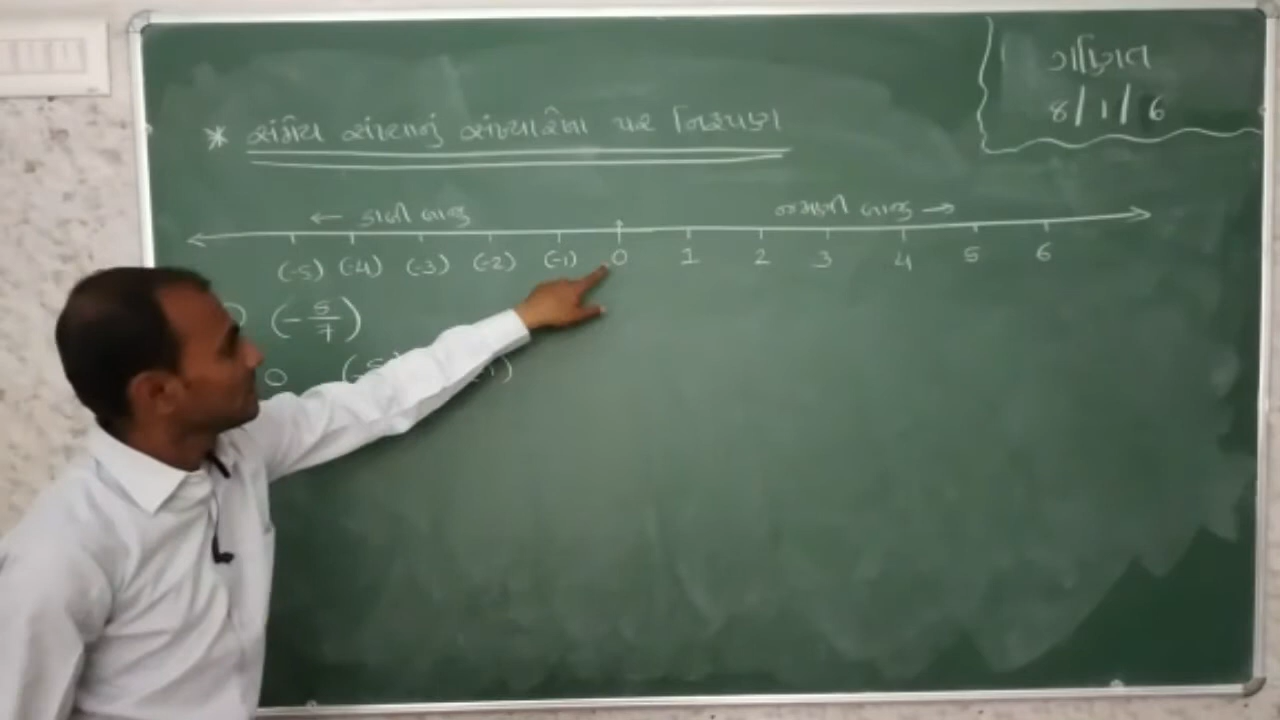 ગણિત
8/1/6
* સંમેય સંખ્યાનું સંખ્યારેખા પર નિરૂપણ
← ડાબી બાજુ જમણી બાજુ →
(-5) (-4) (-3) (-2) (-1) 0 1 2 3 4 5 6
(-5/7)
0